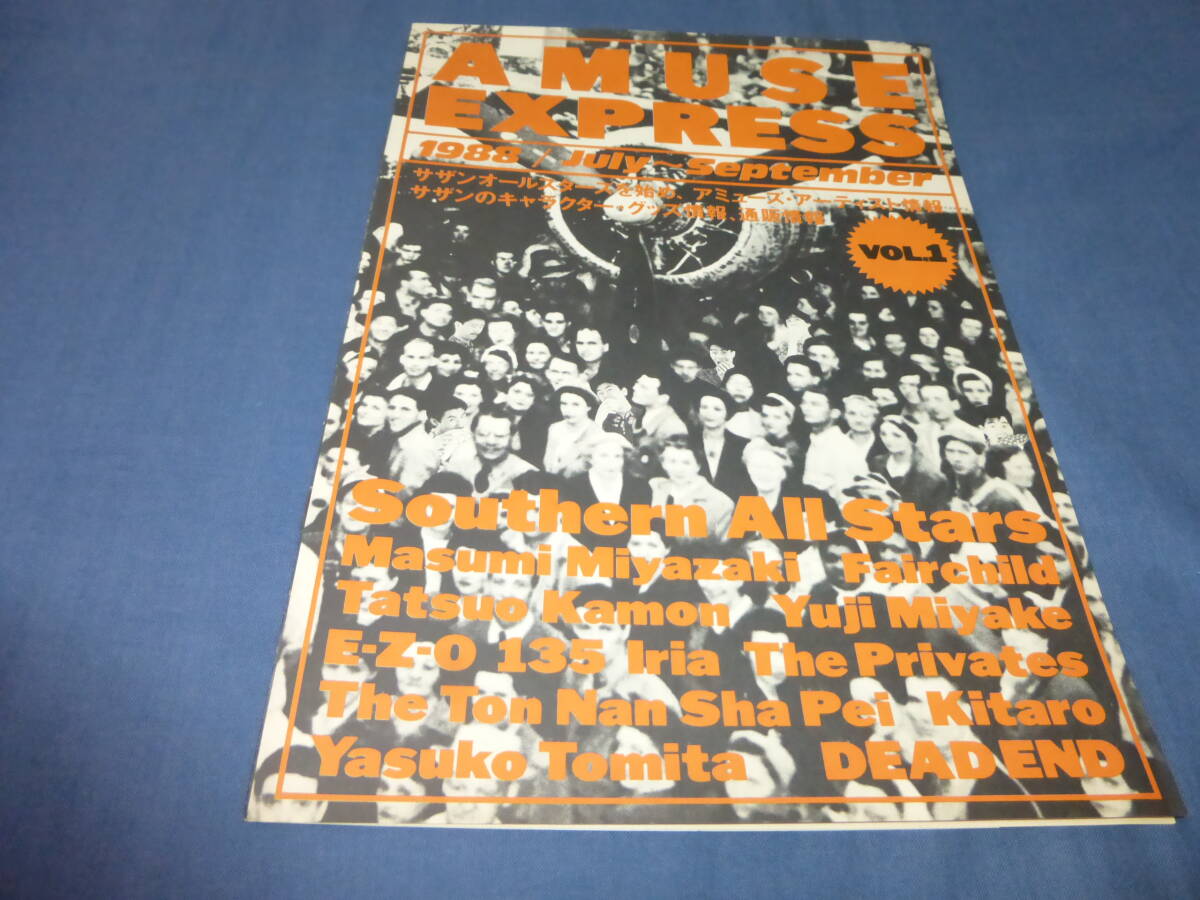 AMUSE
EXPRESS
1988 / July~September
サザンオールスターズを始め、アミューズ・アーティスト情報
サザンのキャラクター・グッズ情報、通販情報
VOL.1
Southern All Stars
Masumi Miyazaki Fairchild
Tatsuo Kamon Yuji Miyake
E-Z-O 135 Iria The Privates
The Ton Nan Sha Pei Kitaro
Yasuko Tomita DEAD END